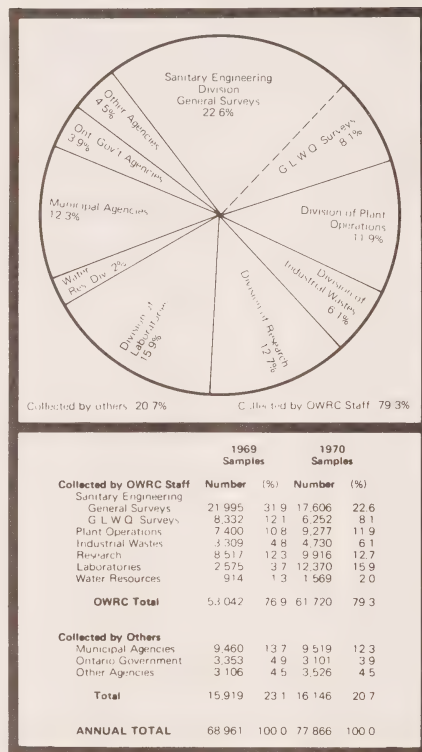 Sanitary Engineering
Division
General Surveys
22.6%
G L W Q Surveys
8.1%
Division of Plant
Operations
11.9%
Division of
Industrial Wastes
6.1%
Division of Research
12.7%
Division of
Laboratories
15.9%
Water
Res. Div. 2%
Municipal Agencies
12.3%
Ont. Gov't Agencies
3.9%
Other Agencies
4.5%
Collected by others 20.7%
Collected by OWRC Staff 79.3%
1969 1970
Samples Samples
Collected by OWRC Staff Number (%) Number (%)
Sanitary Engineering
General Surveys 21 995 31 9 17,606 22.6
G L W Q Surveys 8,332 12 1 6,252 8 1
Plant Operations 7 400 10 8 9,277 11 9
Industrial Wastes 3 309 4 8 4,730 6 1
Research 8 517 12 3 9 916 12.7
Laboratories 2 575 3 7 12,370 15 9
Water Resources 914 1 3 1 569 2 0
OWRC Total 53 042 76 9 61 720 79 3
Collected by Others
Municipal Agencies 9,460 13 7 9 519 12 3
Ontario Government 3,353 4 9 3 101 3 9
Other Agencies 3 106 4 5 3,526 4 5
Total 15,919 23 1 16 146 20 7
ANNUAL TOTAL 68 961 100 0 77 866 100 0